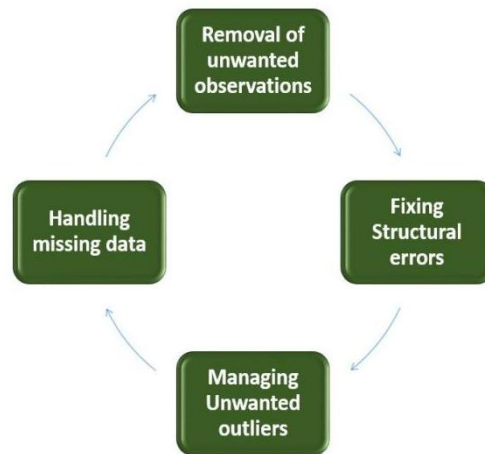 Removal of
unwanted
observations
Fixing
Structural
errors
Managing
Unwanted
outliers
Handling
missing data